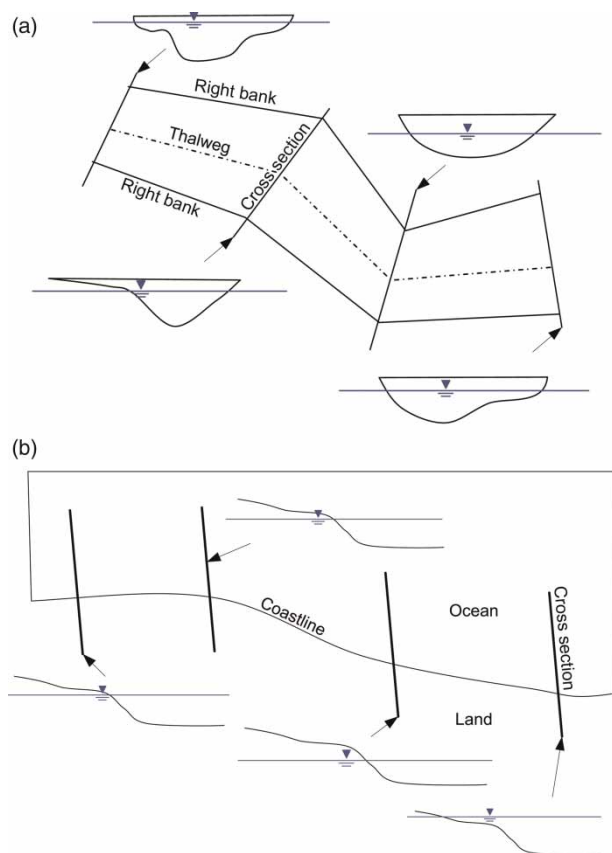 (a)
Right bank
Thalweg
Cross section
Right bank
(b)
Coastline
Ocean
Cross section
Land